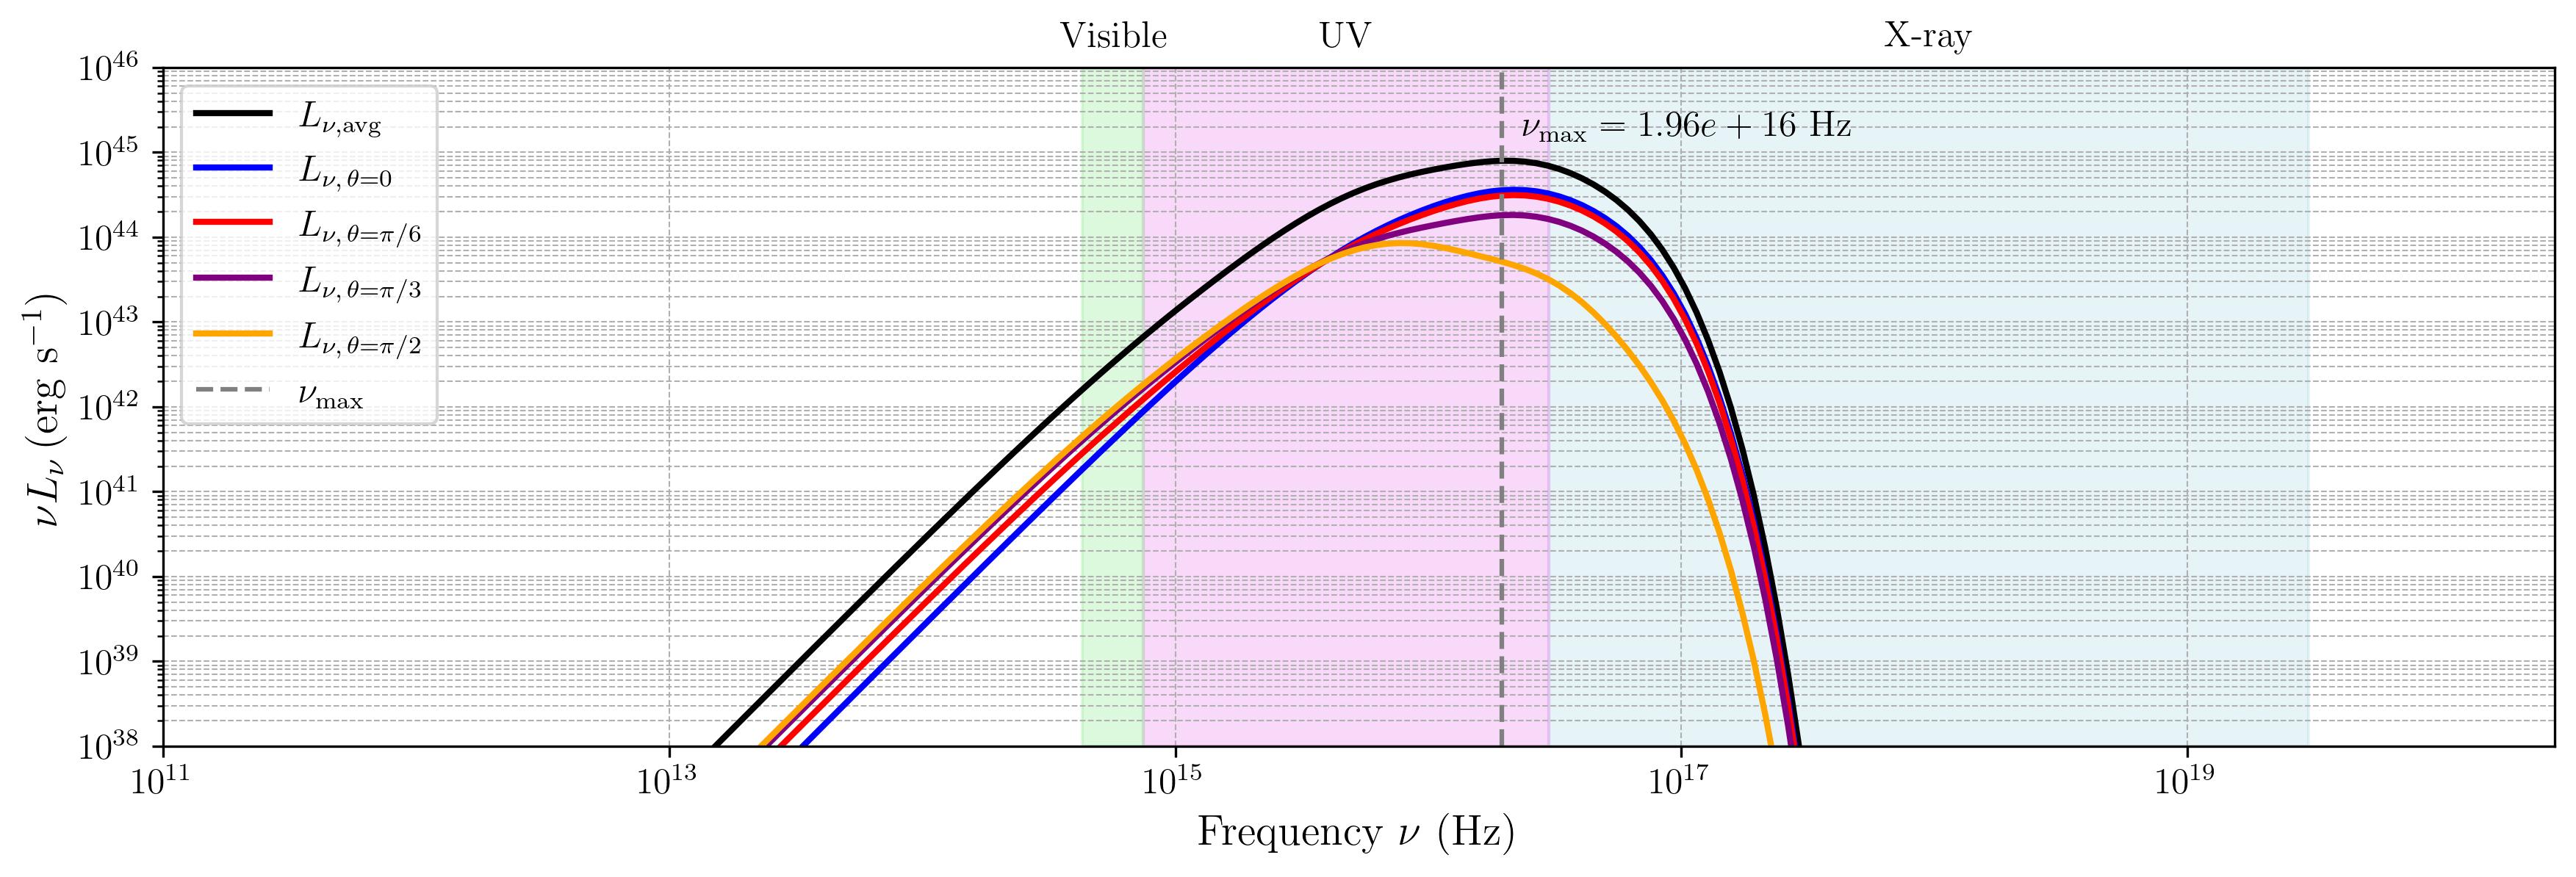 Visible UV X-ray
10^46
10^45
10^44
10^43
10^42
10^41
10^40
10^39
10^38
νL_ν (erg s^−1)
L_ν,avg
L_ν, θ=0
L_ν, θ=π/6
L_ν, θ=π/3
L_ν, θ=π/2
ν_max
ν_max = 1.96e + 16 Hz
10^11 10^13 10^15 10^17 10^19
Frequency ν (Hz)